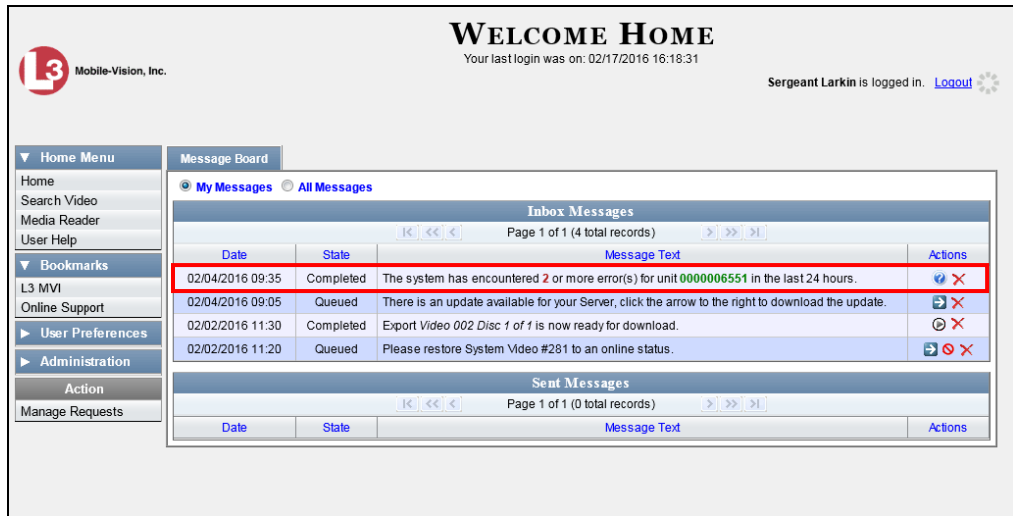 WELCOME HOME
Your last login was on: 02/17/2016 16:18:31
L3 Mobile-Vision, Inc.
Sergeant Larkin is logged in. Logout
Home Menu
Home
Search Video
Media Reader
User Help
Bookmarks
L3 MVI
Online Support
User Preferences
Administration
Action
Manage Requests
Message Board
My Messages All Messages
Inbox Messages
|< << < Page 1 of 1 (4 total records) > >> >|
Date State Message Text Actions
02/04/2016 09:35 Completed The system has encountered 2 or more error(s) for unit 0000006551 in the last 24 hours.
02/04/2016 09:05 Queued There is an update available for your Server, click the arrow to the right to download the update.
02/02/2016 11:30 Completed Export Video 002 Disc 1 of 1 is now ready for download.
02/02/2016 11:20 Queued Please restore System Video #281 to an online status.
Sent Messages
|< << < Page 1 of 1 (0 total records) > >> >|
Date State Message Text Actions